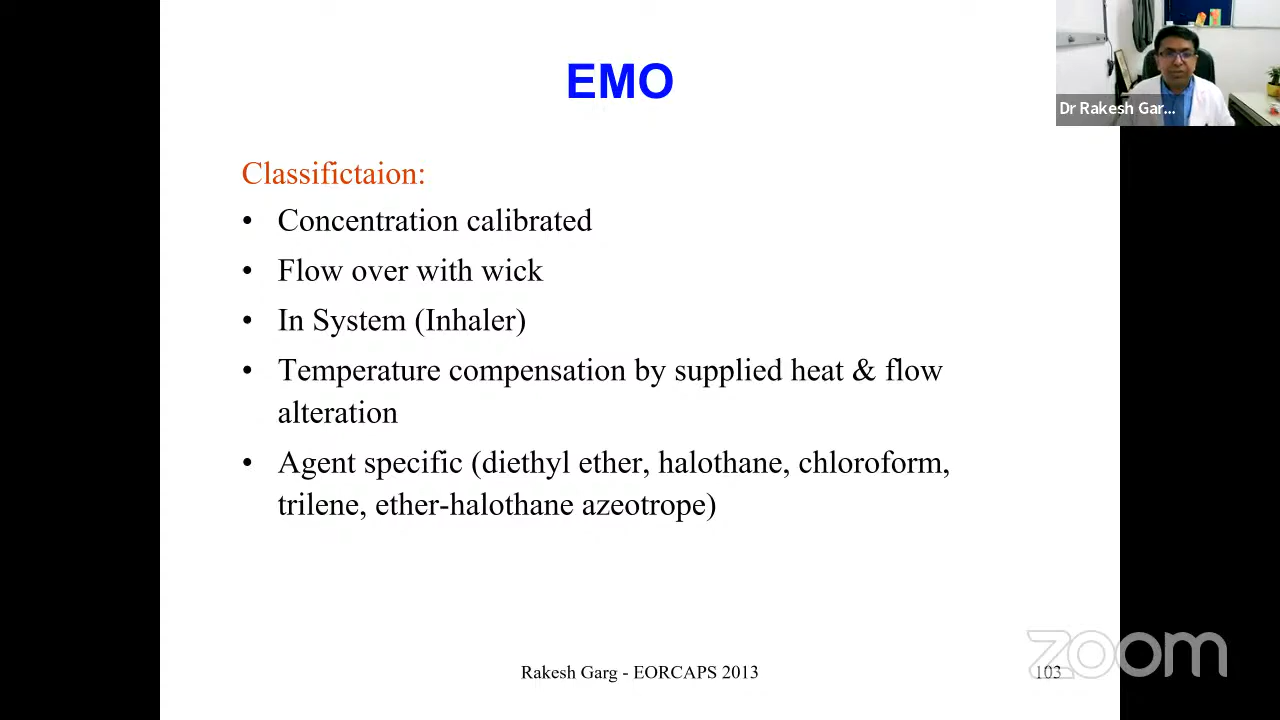 EMO
Dr Rakesh Gar...
Classifictaion:
• Concentration calibrated
• Flow over with wick
• In System (Inhaler)
• Temperature compensation by supplied heat & flow
alteration
• Agent specific (diethyl ether, halothane, chloroform,
trilene, ether-halothane azeotrope)
zoom
Rakesh Garg - EORCAPS 2013
103